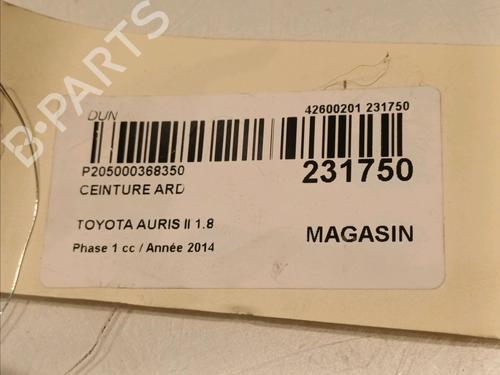 DUN
42600201 231750
P205000368350
231750
CEINTURE ARD
TOYOTA AURIS II 1.8
MAGASIN
Phase 1 cc / Année 2014
B-PARTS